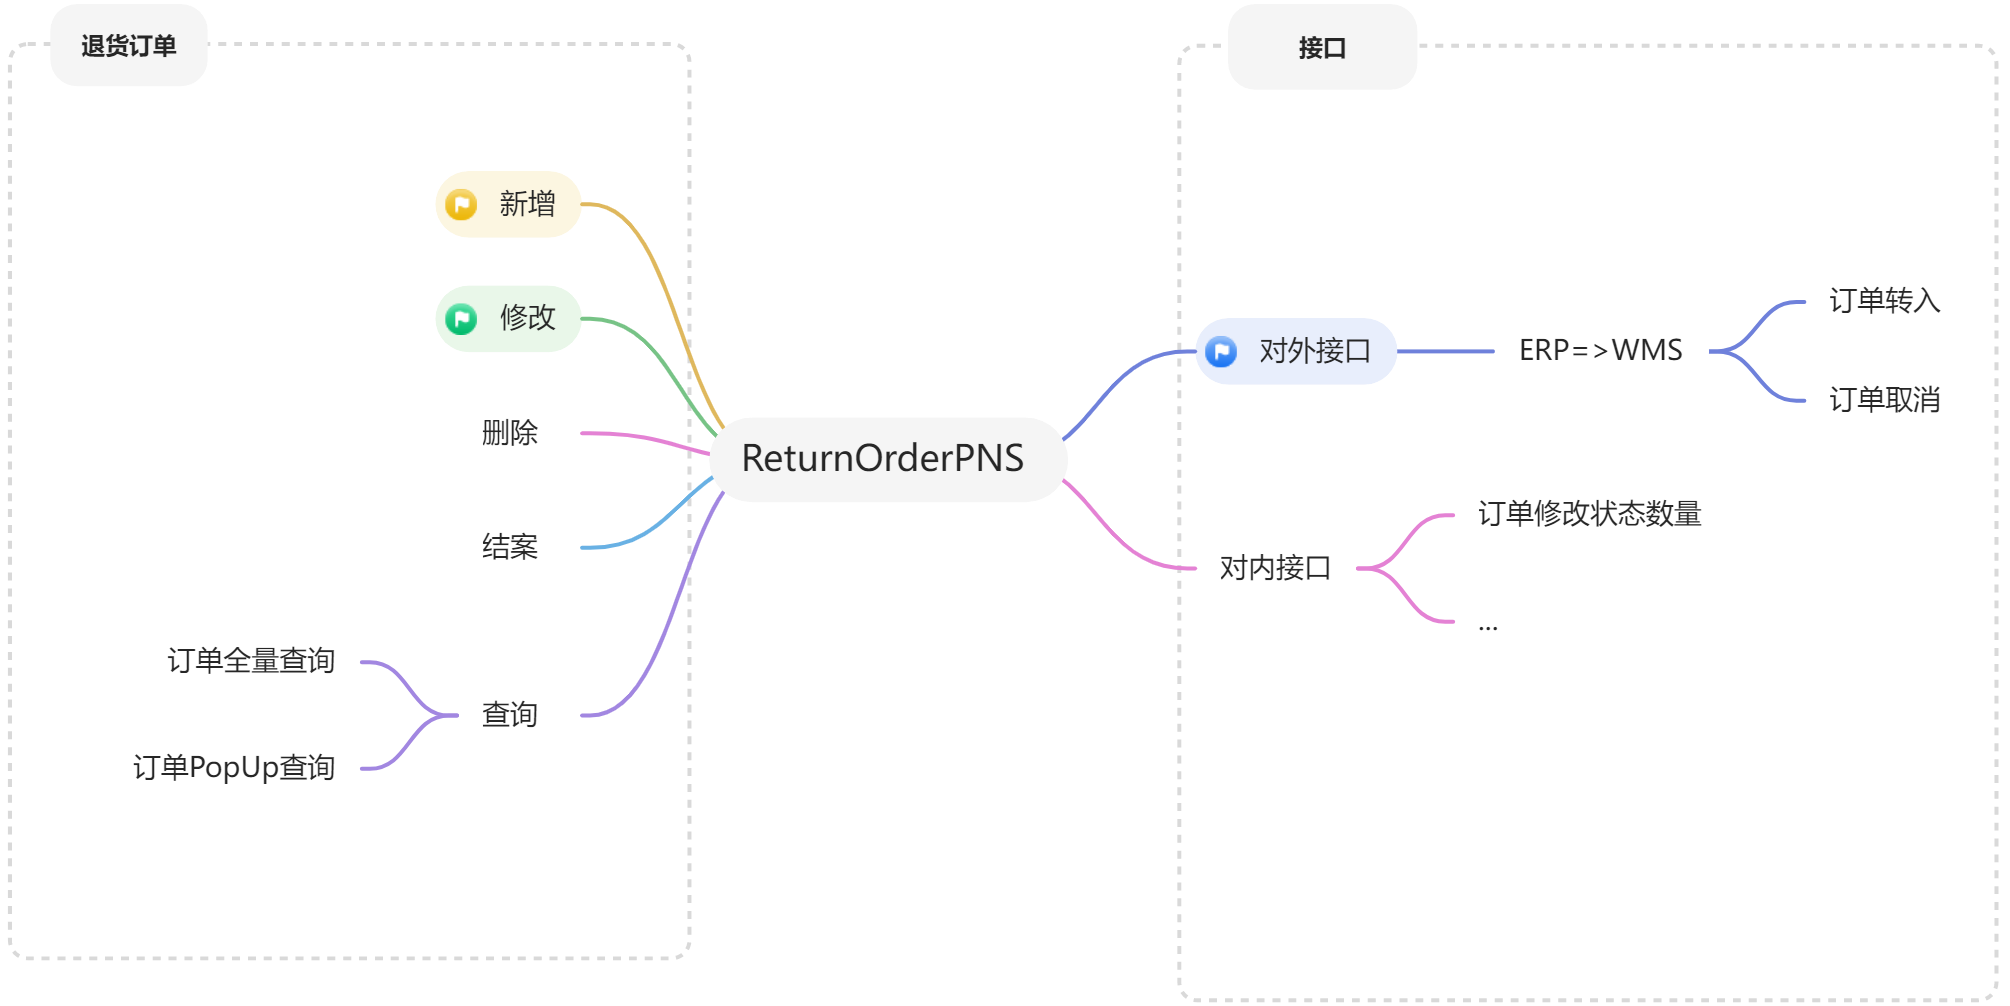 退货订单
新增
修改
删除
结案
查询
订单全量查询
订单PopUp查询
ReturnOrderPNS
接口
对外接口
ERP=>WMS
订单转入
订单取消
对内接口
订单修改状态数量
...